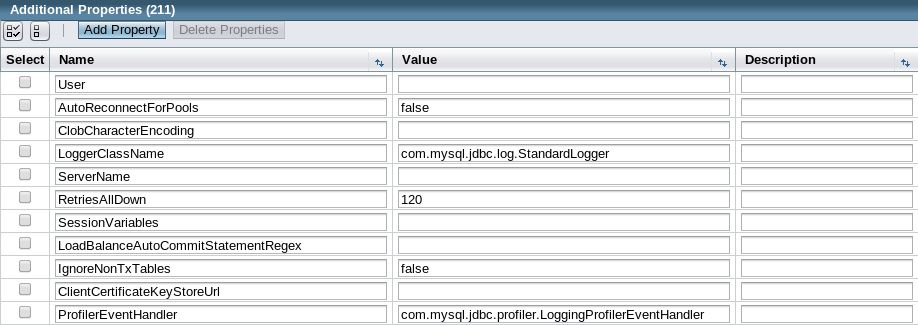 Additional Properties (211)
Add Property Delete Properties
Select Name Value Description
User
AutoReconnectForPools false
ClobCharacterEncoding
LoggerClassName com.mysql.jdbc.log.StandardLogger
ServerName
RetriesAllDown 120
SessionVariables
LoadBalanceAutoCommitStatementRegex
IgnoreNonTxTables false
ClientCertificateKeyStoreUrl
ProfilerEventHandler com.mysql.jdbc.profiler.LoggingProfilerEventHandler